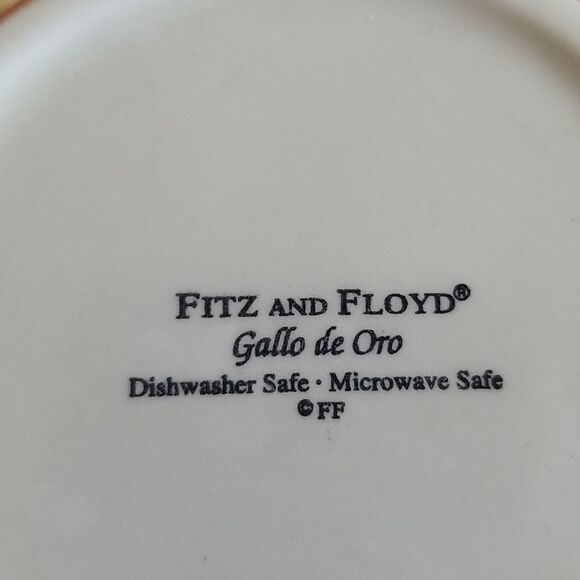 FITZ AND FLOYD®
Gallo de Oro
Dishwasher Safe · Microwave Safe
©FF